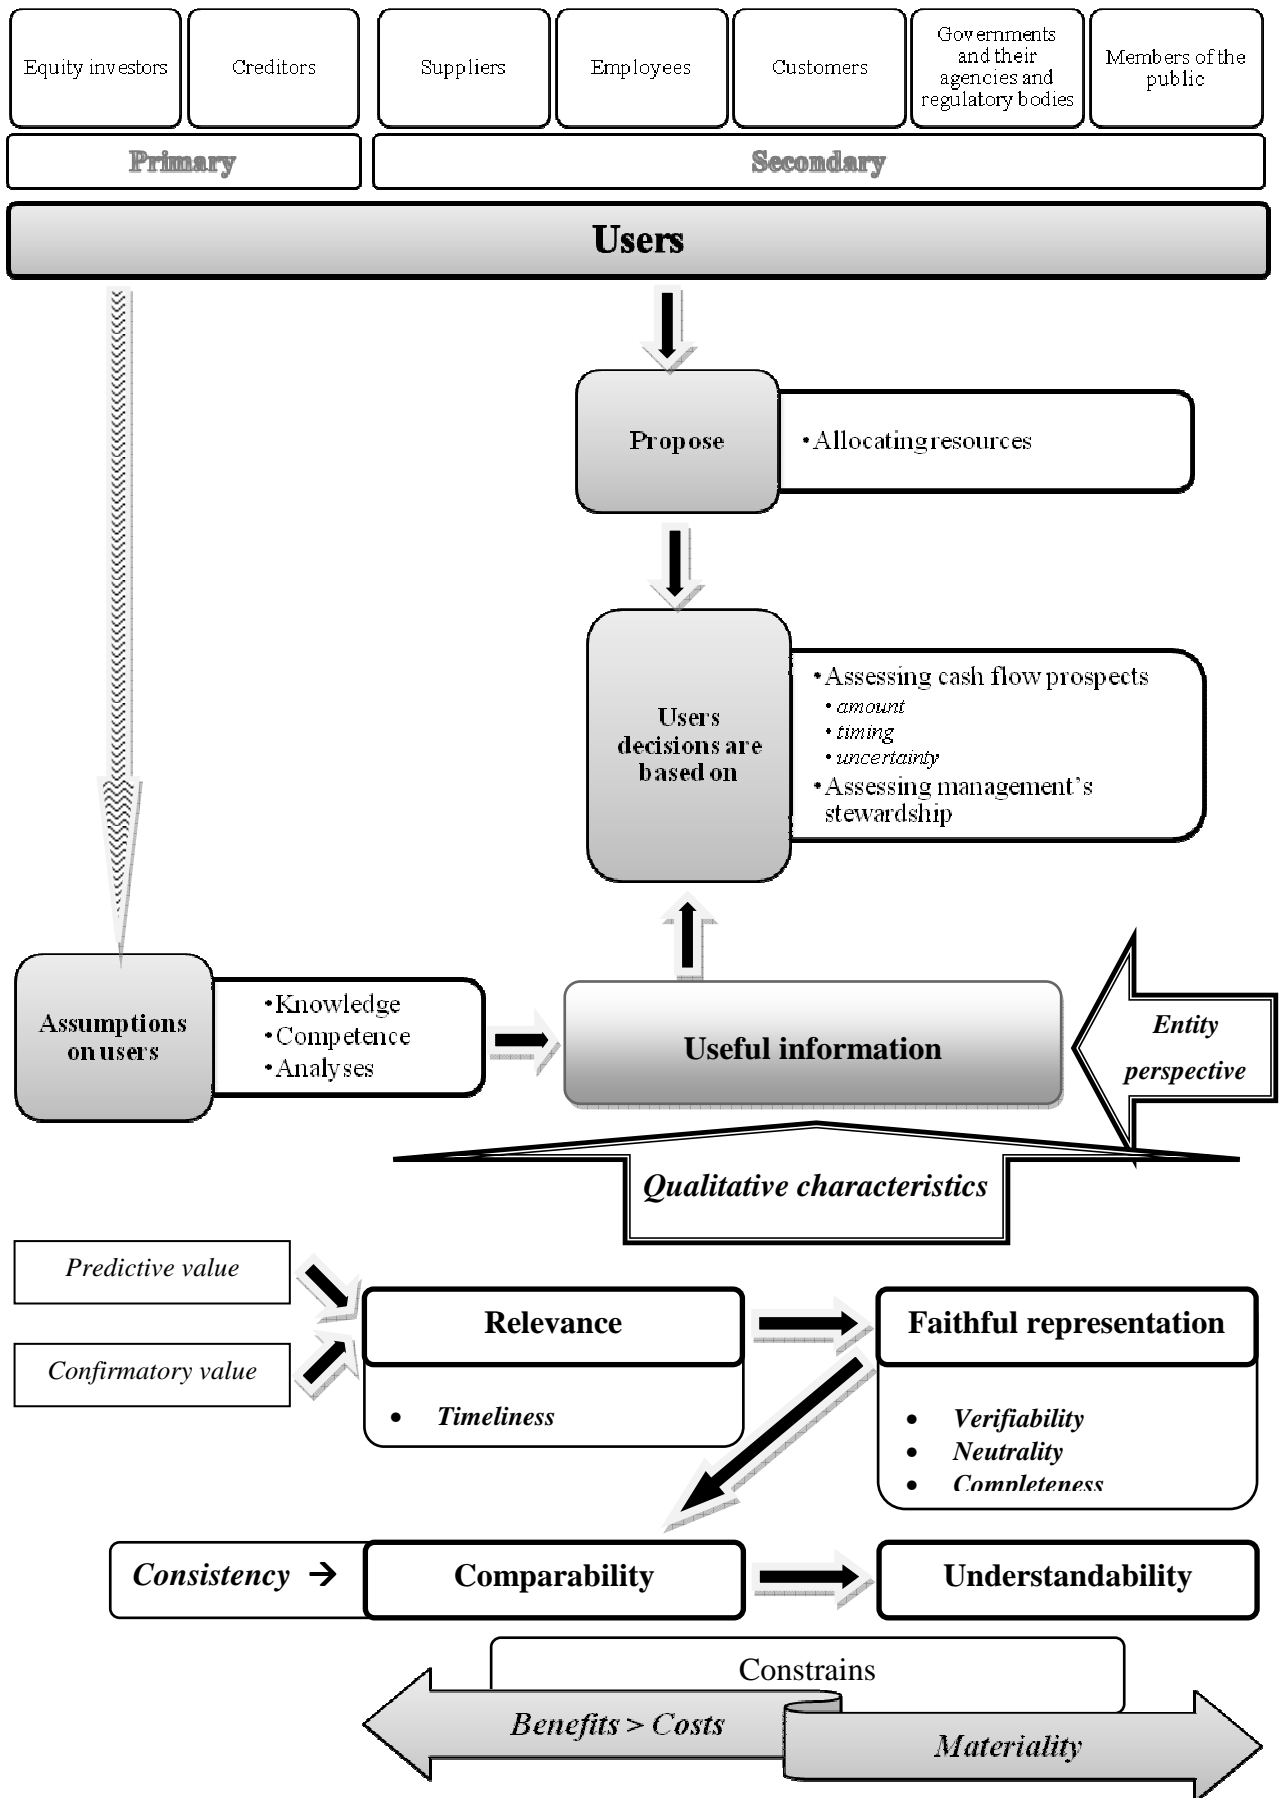 Equity investors
Creditors
Suppliers
Employees
Customers
Governments
and their
agencies and
regulatory bodies
Members of the
public
Primary
Secondary
Users
Propose
•Allocating resources
Users
decisions are
based on
•Assessing cash flow prospects
•amount
•timing
•uncertainty
•Assessing management's
stewardship
Assumptions
on users
•Knowledge
•Competence
•Analyses
Useful information
Entity
perspective
Qualitative characteristics
Predictive value
Confirmatory value
Relevance
• Timeliness
Faithful representation
• Verifiability
• Neutrality
• Completeness
Consistency →
Comparability
Understandability
Constrains
Benefits > Costs
Materiality